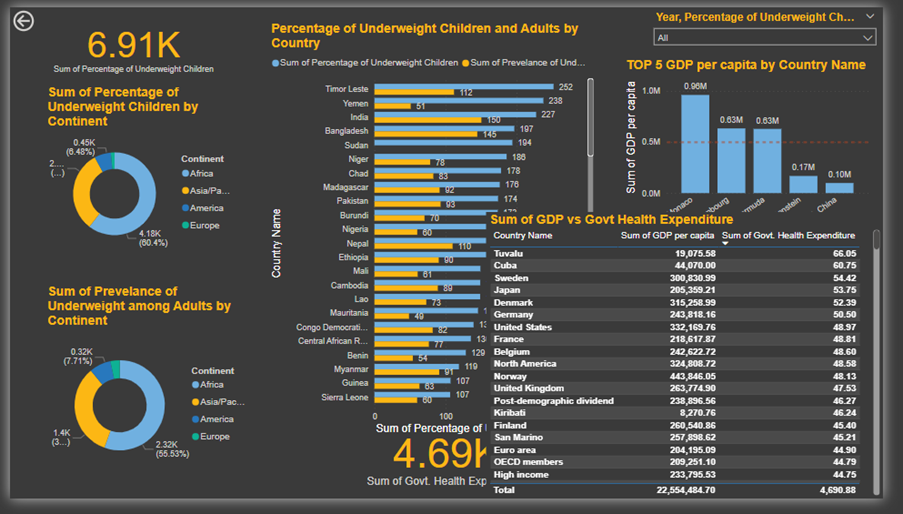 6.91K
Sum of Percentage of Underweight Children
Sum of Percentage of
Underweight Children by
Continent
0.45K
(6.48%)
2....
(...)
4.18K
(60.4%)
Continent
Africa
Asia/Pa...
America
Europe
Sum of Prevelance of
Underweight among Adults by
Continent
0.32K
(7.71%)
1.4K
(3...)
2.32K
(55.53%)
Continent
Africa
Asia/Pac...
America
Europe
Percentage of Underweight Children and Adults by
Country
Sum of Percentage of Underweight Children Sum of Prevelance of Und...
Country Name
Timor Leste 252 112
Yemen 238 51
India 227 150
Bangladesh 197 145
Sudan 194
Niger 186 78
Chad 178 83
Madagascar 176 92
Pakistan 174 93
Burundi 70
Nigeria 60
Nepal 110
Ethiopia 90
Mali 61
Cambodia 89
Lao 73
Mauritania 49
Congo Democrati... 82
Central African R... 77
Benin 129 54
Myanmar 119 91
Guinea 107 63
Sierra Leone 107 60
0 100
Sum of Percentage of
4.69K
Sum of Govt. Health Exp
Year, Percentage of Underweight Ch...
All
TOP 5 GDP per capita by Country Name
Sum of GDP per capita
1.0M
0.5M
0.0M
0.96M
0.63M
0.63M
0.17M
0.10M
China
Sum of GDP vs Govt Health Expenditure
Country Name Sum of GDP per capita Sum of Govt. Health Expenditure
Tuvalu 19,075.58 66.05
Cuba 44,070.00 60.75
Sweden 300,830.99 54.42
Japan 205,359.21 53.75
Denmark 315,258.99 52.39
Germany 243,818.16 50.50
United States 332,169.76 48.97
France 218,617.87 48.81
Belgium 242,622.72 48.60
North America 324,808.72 48.58
Norway 443,846.05 48.13
United Kingdom 263,774.90 47.53
Post-demographic dividend 238,896.56 46.27
Kiribati 8,270.76 46.24
Finland 260,540.86 45.40
San Marino 257,898.62 45.21
Euro area 204,195.09 44.90
OECD members 209,251.10 44.79
High income 233,795.53 44.75
Total 22,554,484.70 4,690.88